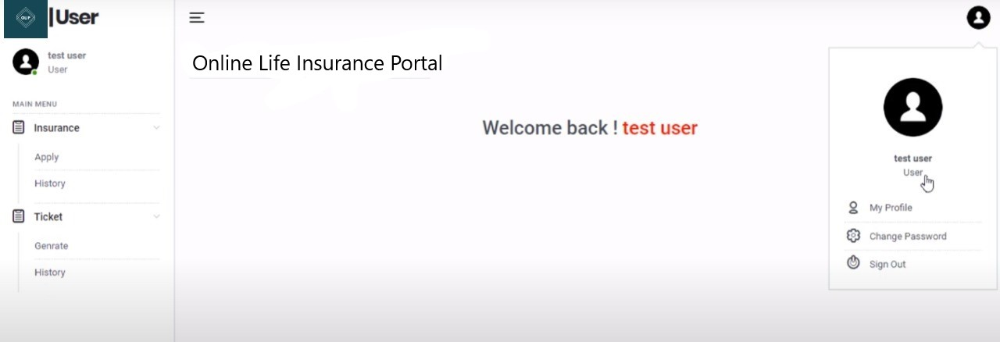 OLIP
|User
test user
User
MAIN MENU
Insurance
Apply
History
Ticket
Genrate
History
Online Life Insurance Portal
Welcome back ! test user
test user
User
My Profile
Change Password
Sign Out